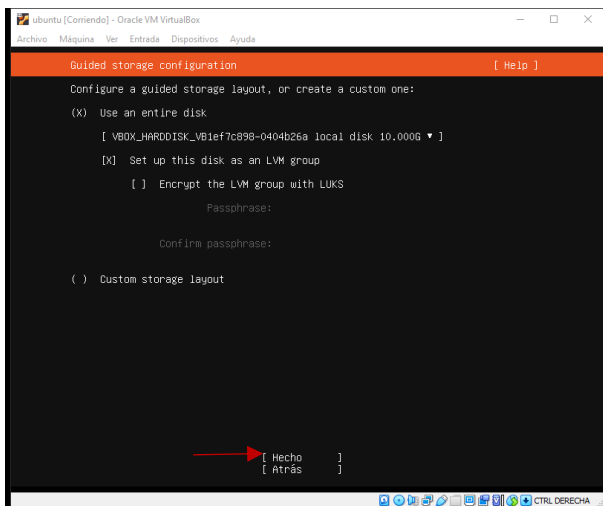 ubuntu [Corriendo] - Oracle VM VirtualBox
Archivo Máquina Ver Entrada Dispositivos Ayuda
Guided storage configuration [ Help ]
Configure a guided storage layout, or create a custom one:
(X) Use an entire disk
[ VBOX_HARDDISK_VB1ef7c898-0404b26a local disk 10.000G ▾ ]
[X] Set up this disk as an LVM group
[ ] Encrypt the LVM group with LUKS
Passphrase:
Confirm passphrase:
( ) Custom storage layout
[ Hecho ]
[ Atrás ]
CTRL DERECHA